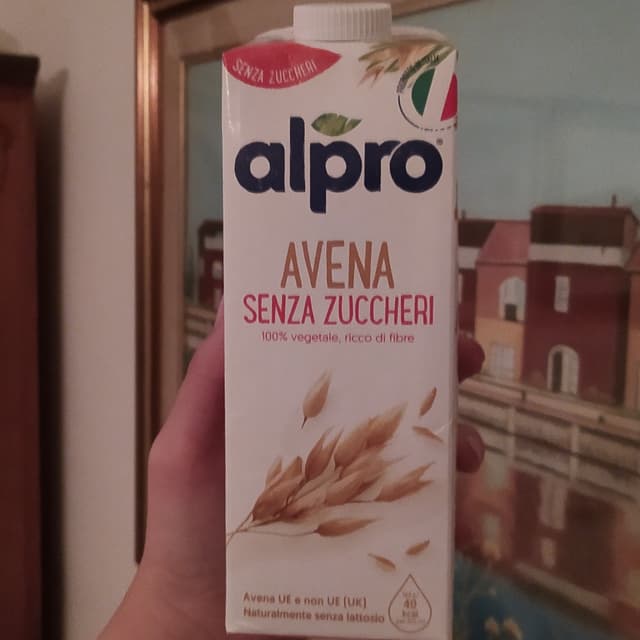 SENZA ZUCCHERI
alpro®
AVENA
SENZA ZUCCHERI
100% vegetale, ricco di fibre
Avena UE e non UE (UK)
Naturalmente senza lattosio
40
kcal